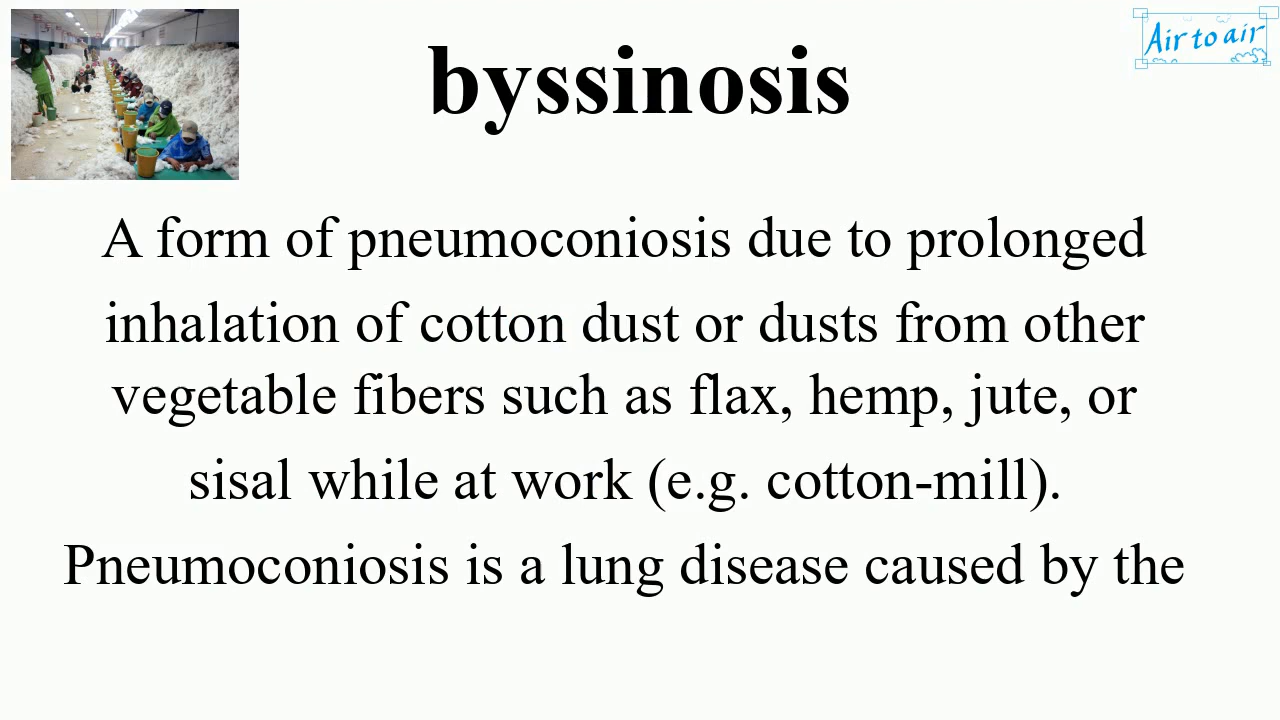 byssinosis
Air to air
A form of pneumoconiosis due to prolonged
inhalation of cotton dust or dusts from other
vegetable fibers such as flax, hemp, jute, or
sisal while at work (e.g. cotton-mill).
Pneumoconiosis is a lung disease caused by the